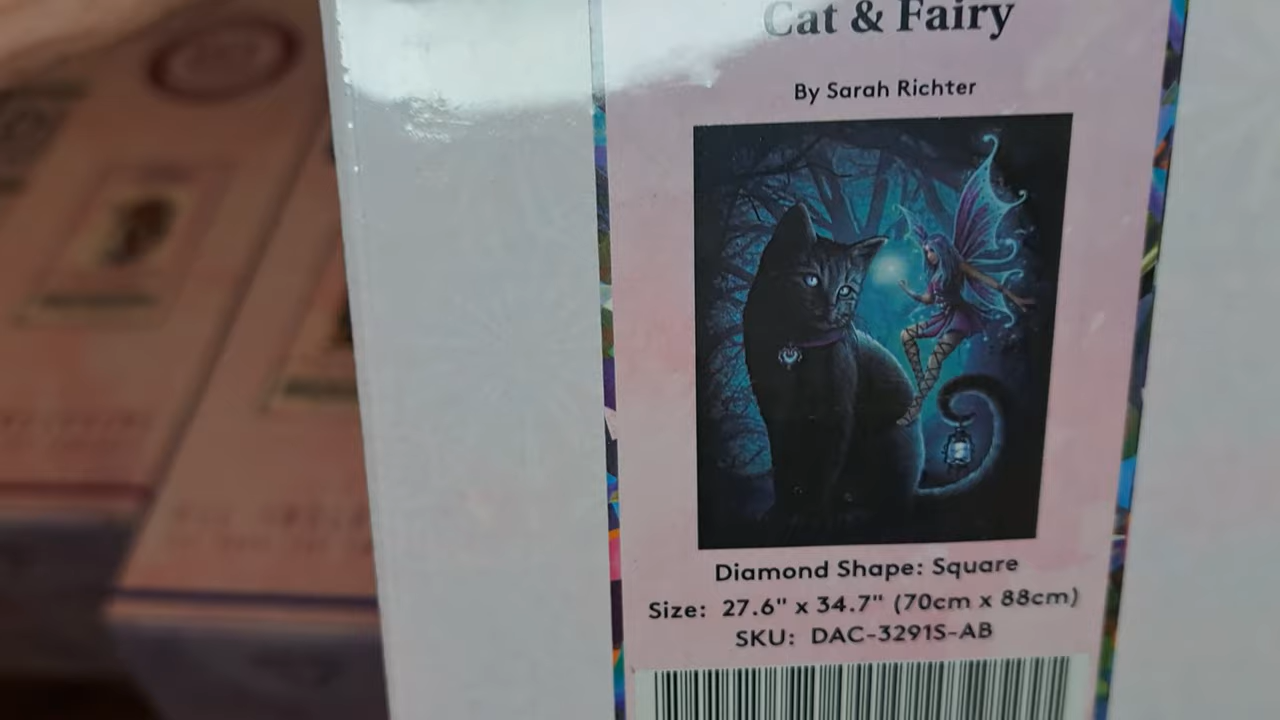 Cat & Fairy
By Sarah Richter
Diamond Shape: Square
Size: 27.6" x 34.7" (70cm x 88cm)
SKU: DAC-3291S-AB